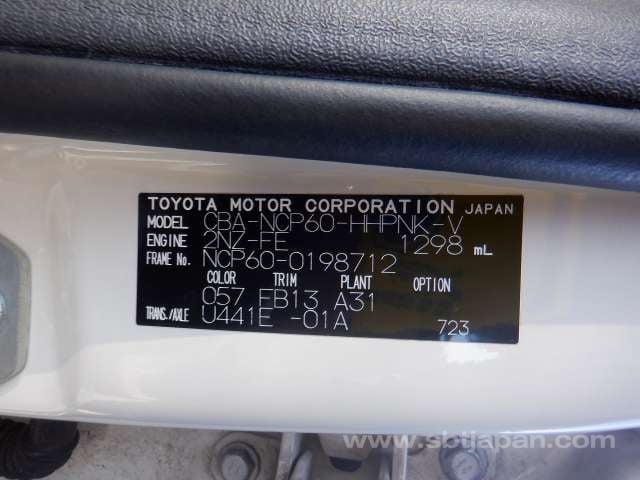 TOYOTA MOTOR CORPORATION JAPAN
MODEL CBA-NCP60-HHPNK-V
ENGINE 2NZ-FE 1298 mL
FRAME No. NCP60-0198712
COLOR TRIM PLANT OPTION
057 FB13 A31
TRANS./AXLE U441E -01A
723
www.sbtjapan.com